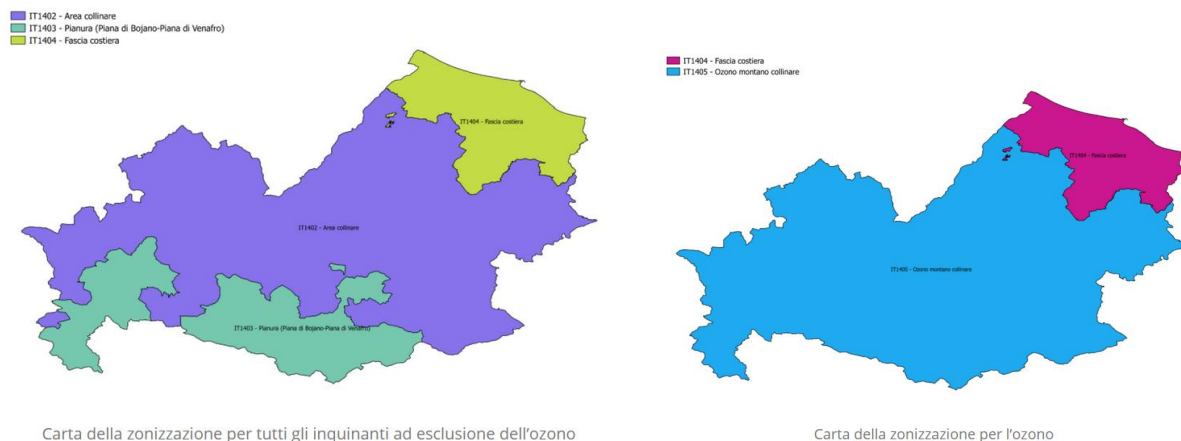 IT1402 - Area collinare
IT1403 - Pianura (Piana di Bojano-Piana di Venafro)
IT1404 - Fascia costiera
IT1404 - Fascia costiera
IT1402 - Area collinare
IT1403 - Pianura (Piana di Bojano-Piana di Venafro)
Carta della zonizzazione per tutti gli inquinanti ad esclusione dell'ozono
IT1404 - Fascia costiera
IT1405 - Ozono montano collinare
IT1404 - Fascia costiera
IT1405 - Ozono montano collinare
Carta della zonizzazione per l'ozono